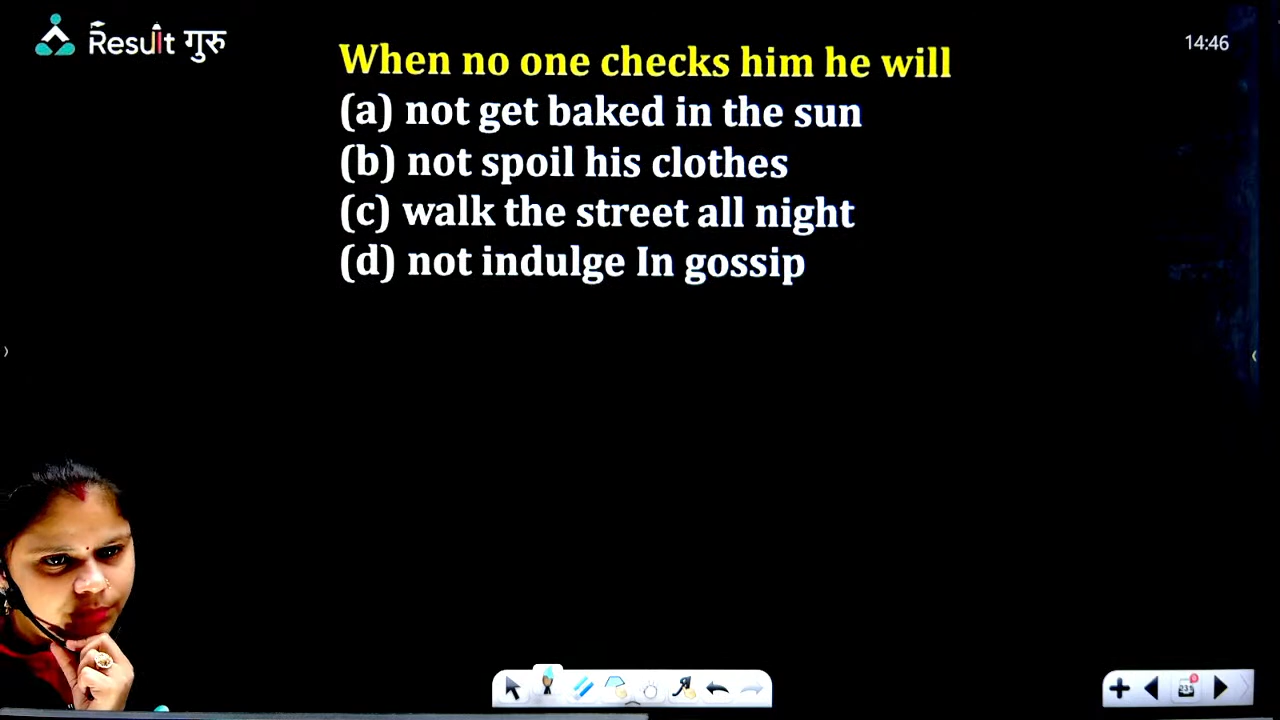 Result गुरु
14:46
When no one checks him he will
(a) not get baked in the sun
(b) not spoil his clothes
(c) walk the street all night
(d) not indulge In gossip